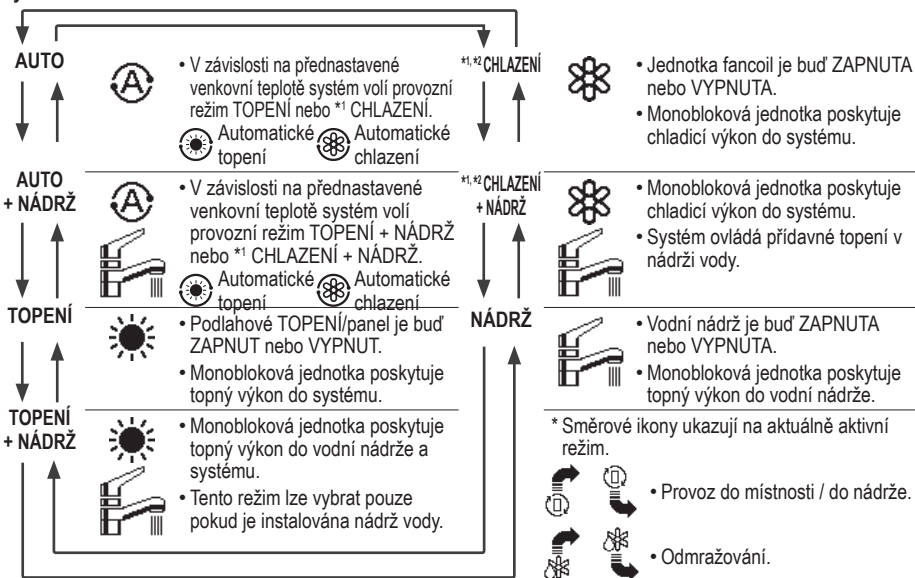 AUTO
• V závislosti na přednastavené
venkovní teplotě systém volí provozní
režim TOPENÍ nebo *1 CHLAZENÍ.
Automatické
topení
Automatické
chlazení
AUTO
+ NÁDRŽ
• V závislosti na přednastavené
venkovní teplotě systém volí
provozní režim TOPENÍ + NÁDRŽ
nebo *1 CHLAZENÍ + NÁDRŽ.
Automatické
topení
Automatické
chlazení
TOPENÍ
• Podlahové TOPENÍ/panel je buď
ZAPNUT nebo VYPNUT.
• Monobloková jednotka poskytuje
topný výkon do systému.
TOPENÍ
+ NÁDRŽ
• Monobloková jednotka poskytuje
topný výkon do vodní nádrže a
systému.
• Tento režim lze vybrat pouze
pokud je instalována nádrž vody.
*1, *2 CHLAZENÍ
• Jednotka fancoil je buď ZAPNUTA
nebo VYPNUTA.
• Monobloková jednotka poskytuje
chladicí výkon do systému.
*1, *2 CHLAZENÍ
+ NÁDRŽ
• Monobloková jednotka poskytuje
chladicí výkon do systému.
• Systém ovládá přídavné topení v
nádrži vody.
NÁDRŽ
• Vodní nádrž je buď ZAPNUTA
nebo VYPNUTA.
• Monobloková jednotka poskytuje
topný výkon do vodní nádrže.
* Směrové ikony ukazují na aktuálně aktivní
režim.
• Provoz do místnosti / do nádrže.
• Odmražování.